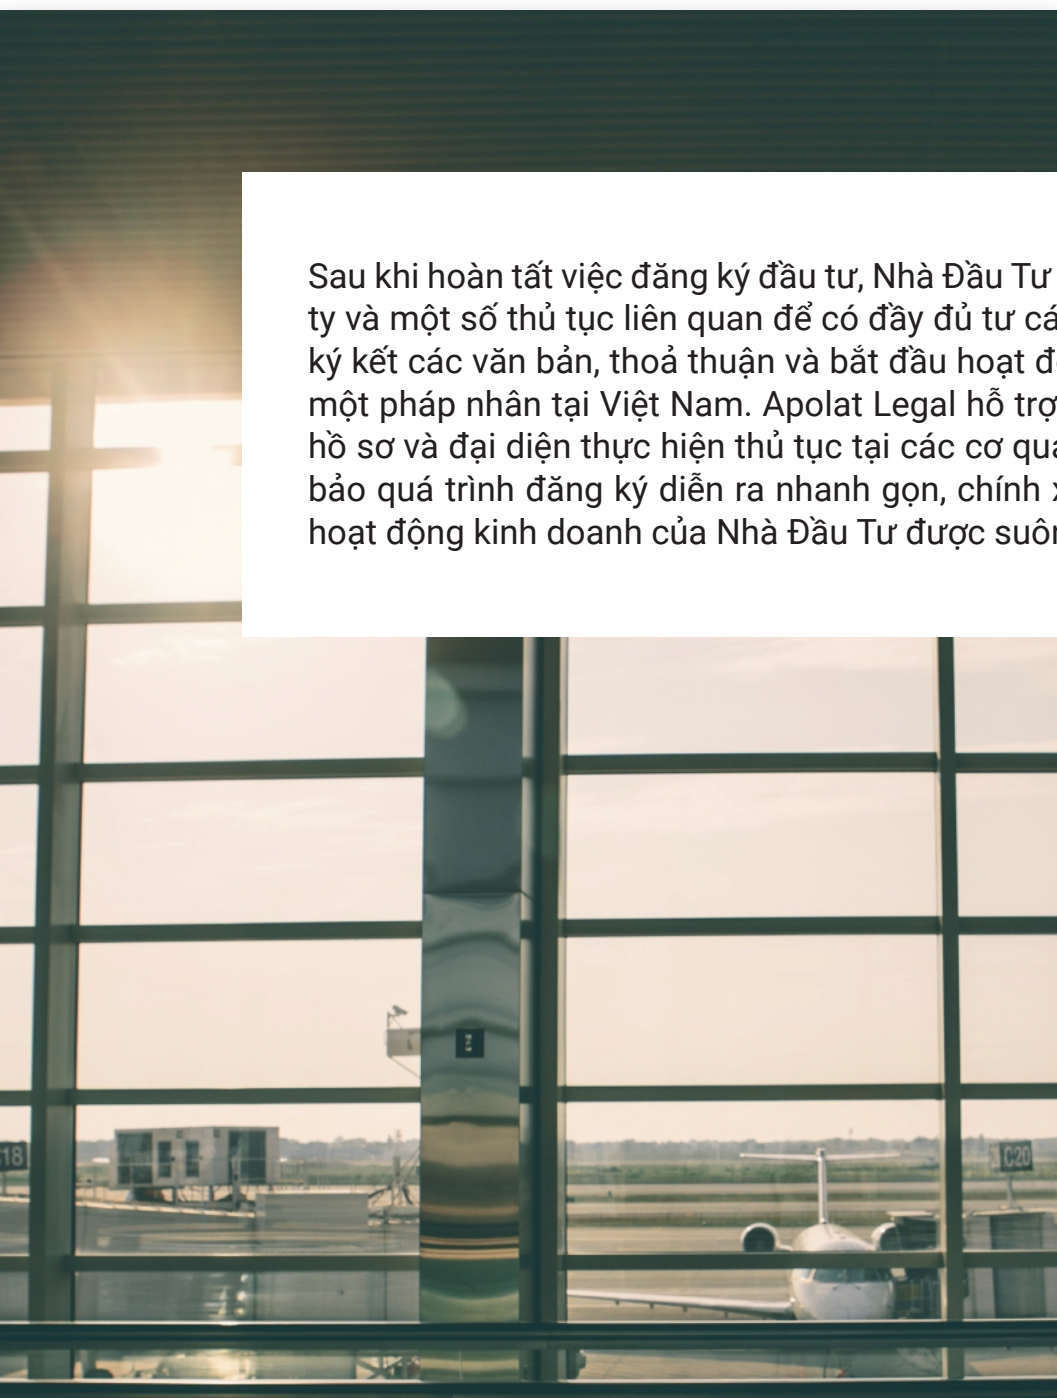 Sau khi hoàn tất việc đăng ký đầu tư, Nhà Đầu Tư
ty và một số thủ tục liên quan để có đầy đủ tư
ký kết các văn bản, thoả thuận và bắt đầu hoạt
một pháp nhân tại Việt Nam. Apolat Legal hỗ trợ
hồ sơ và đại diện thực hiện thủ tục tại các cơ
bảo quá trình đăng ký diễn ra nhanh gọn, chính
hoạt động kinh doanh của Nhà Đầu Tư được
18
C20